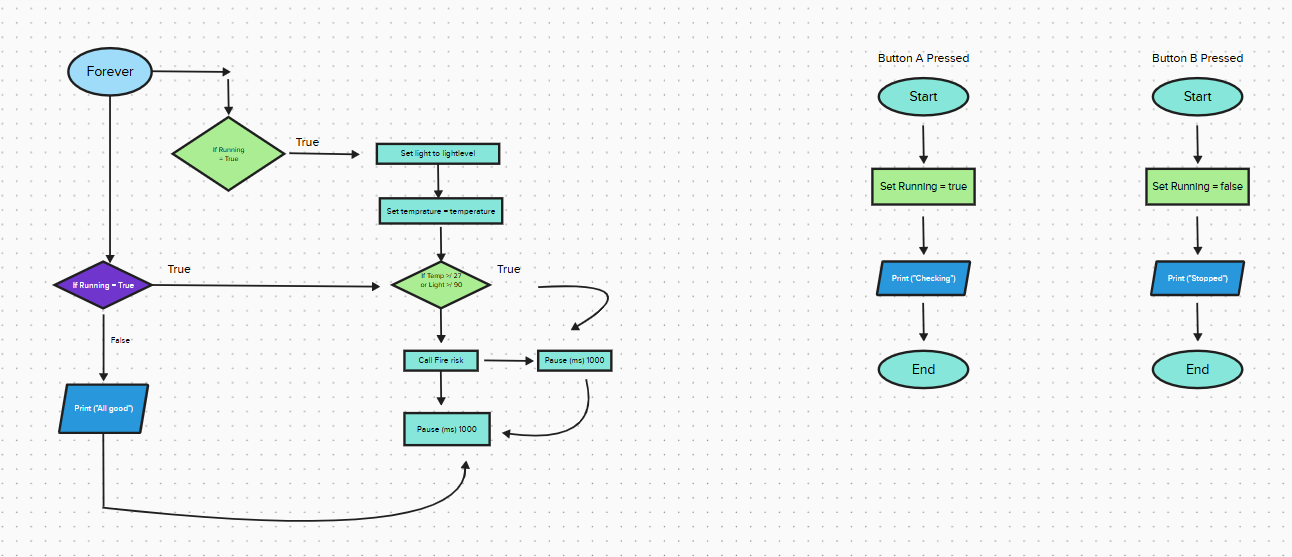 Forever
If Running
= True
True
Set light to lightlevel
Set temprature = temperature
If Running = True
True
If Temp >/ 27
or Light >/ 90
True
False
Call Fire risk
Pause (ms) 1000
Print ("All good")
Pause (ms) 1000
Button A Pressed
Start
Set Running = true
Print ("Checking")
End
Button B Pressed
Start
Set Running = false
Print ("Stopped")
End